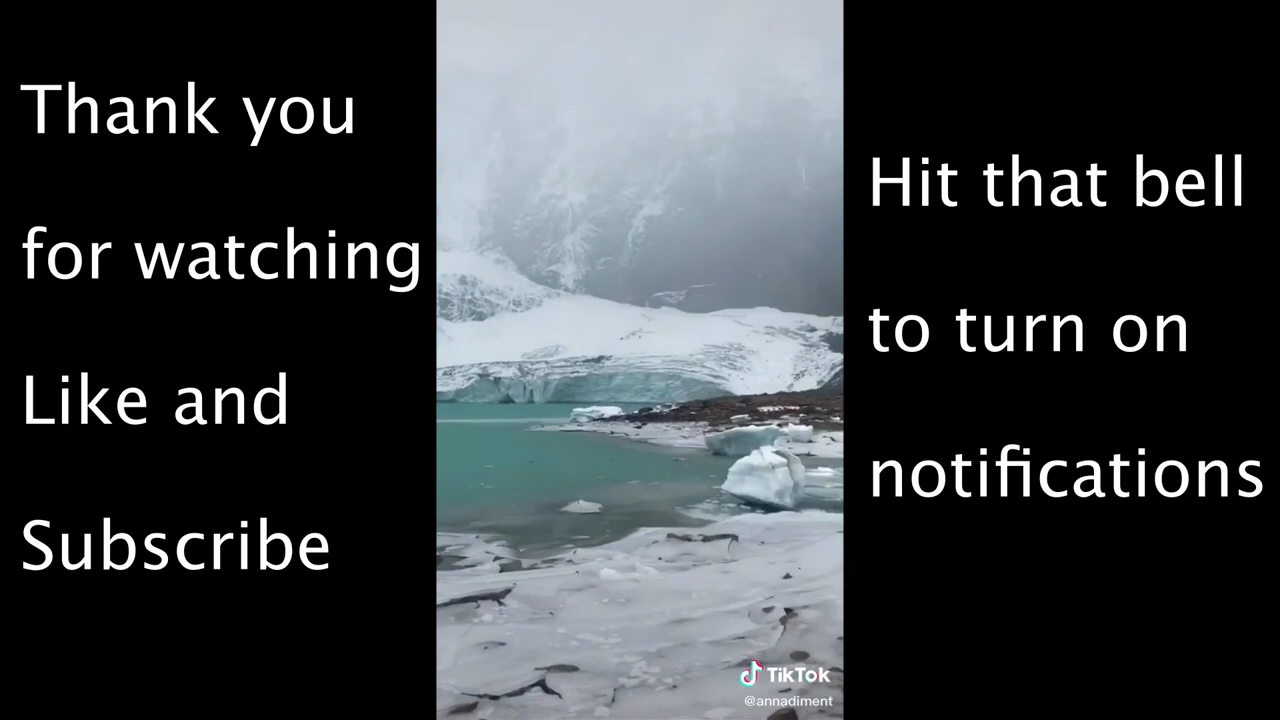 Thank you
for watching
Like and
Subscribe
Hit that bell
to turn on
notifications
TikTok
@annadiment